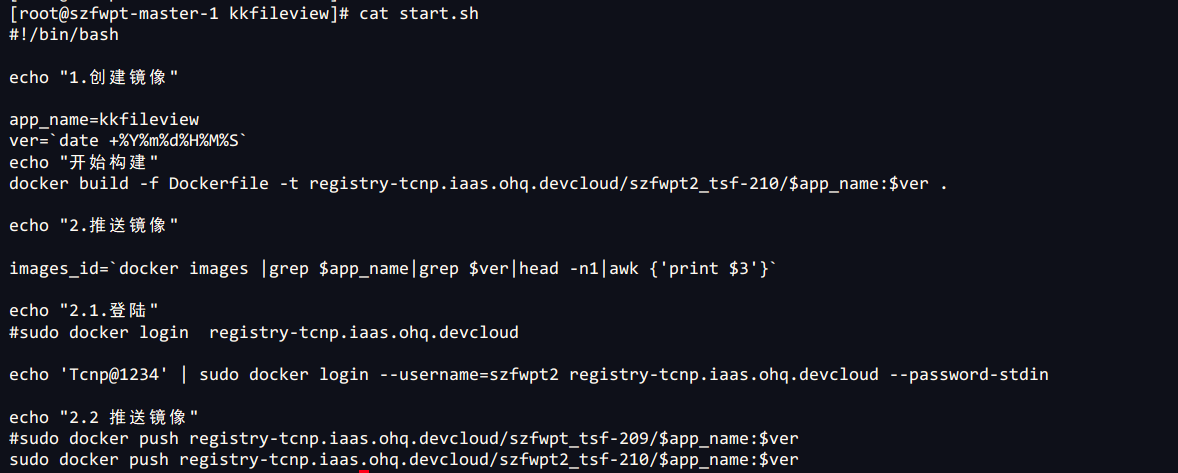 [root@szfwpt-master-1 kkfileview]# cat start.sh
#!/bin/bash
echo "1.创建镜像"
app_name=kkfileview
ver=`date +%Y%m%d%H%M%S`
echo "开始构建"
docker build -f Dockerfile -t registry-tcnp.iaas.ohq.devcloud/szfwpt2_tsf-210/$app_name:$ver .
echo "2.推送镜像"
images_id=`docker images |grep $app_name|grep $ver|head -n1|awk {'print $3'}`
echo "2.1.登陆"
#sudo docker login  registry-tcnp.iaas.ohq.devcloud
echo 'Tcnp@1234' | sudo docker login --username=szfwpt2 registry-tcnp.iaas.ohq.devcloud --password-stdin
echo "2.2 推送镜像"
#sudo docker push registry-tcnp.iaas.ohq.devcloud/szfwpt_tsf-209/$app_name:$ver
sudo docker push registry-tcnp.iaas.ohq.devcloud/szfwpt2_tsf-210/$app_name:$ver